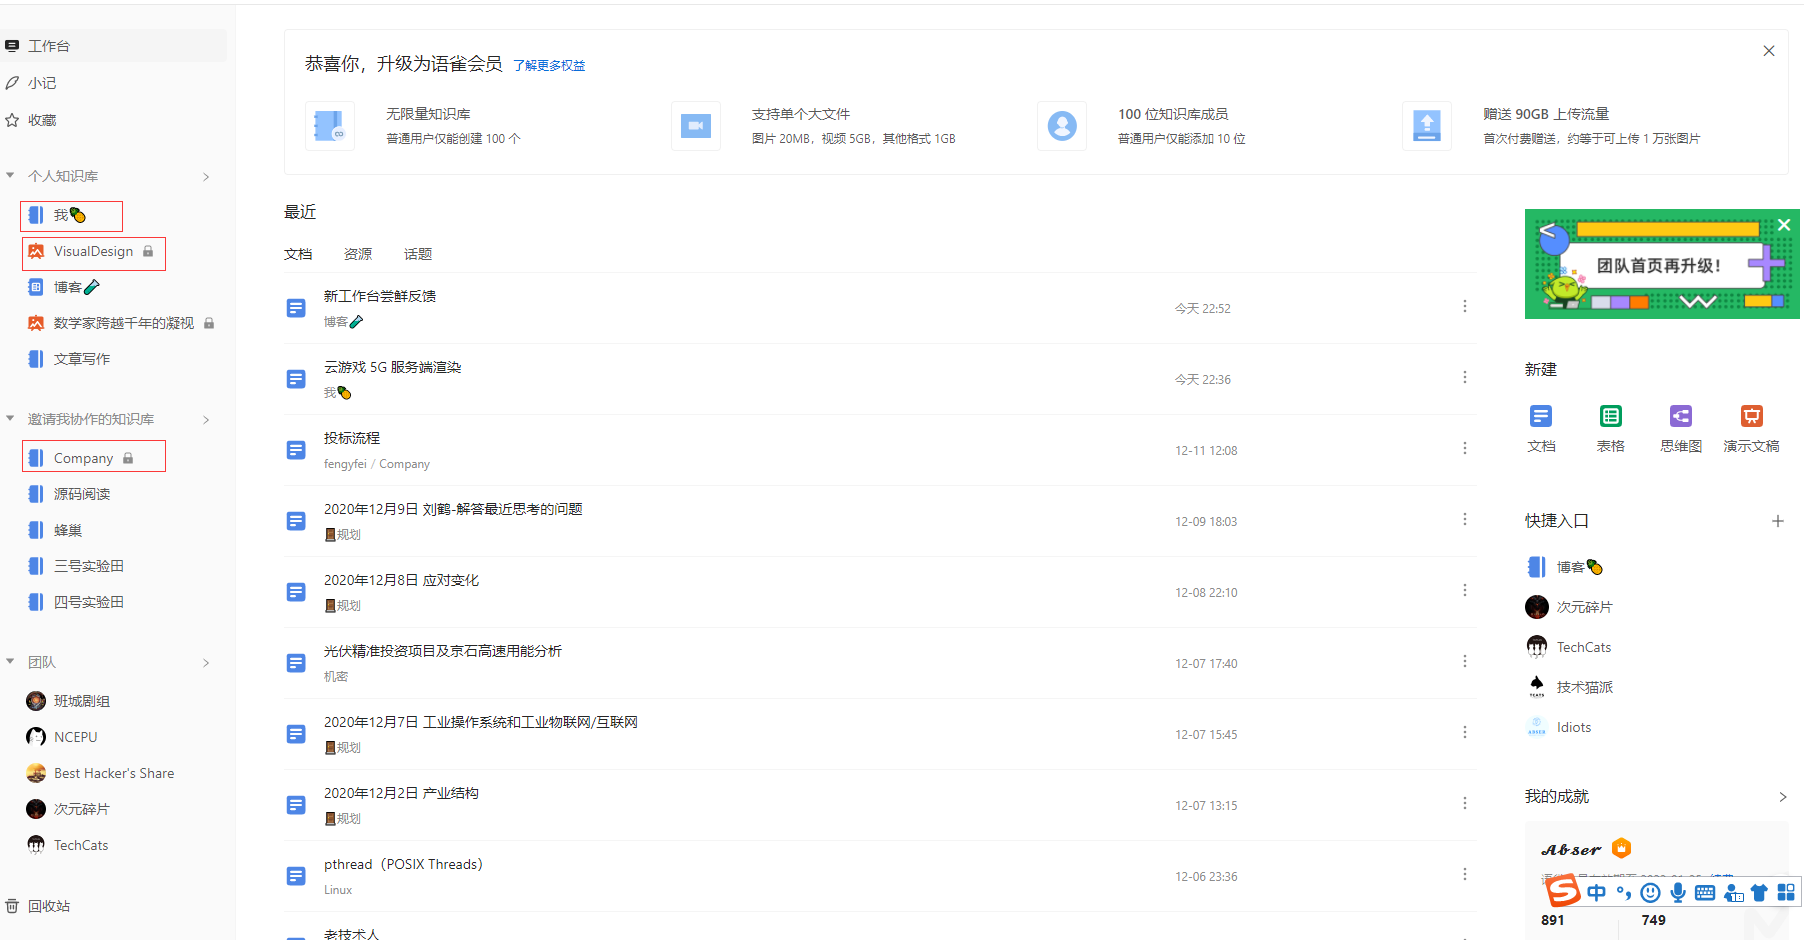 工作台
小记
收藏
个人知识库
我🍍
VisualDesign
博客🧪
数学家跨越千年的凝视
文章写作
邀请我协作的知识库
Company
源码阅读
蜂巢
三号实验田
四号实验田
团队
班城剧组
NCEPU
Best Hacker's Share
次元碎片
TechCats
回收站
恭喜你，升级为语雀会员 了解更多权益
无限量知识库
普通用户仅能创建 100 个
支持单个大文件
图片 20MB，视频 5GB，其他格式 1GB
100 位知识库成员
普通用户仅能添加 10 位
赠送 90GB 上传流量
首次付费赠送，约等于可上传 1 万张图片
最近
文档 资源 话题
新工作台尝鲜反馈
博客🧪
今天 22:52
云游戏 5G 服务端渲染
我🍍
今天 22:36
投标流程
fengyfei / Company
12-11 12:08
2020年12月9日 刘鹤-解答最近思考的问题
🚪规划
12-09 18:03
2020年12月8日 应对变化
🚪规划
12-08 22:10
光伏精准投资项目及京石高速用能分析
机密
12-07 17:40
2020年12月7日 工业操作系统和工业物联网/互联网
🚪规划
12-07 15:45
2020年12月2日 产业结构
🚪规划
12-07 13:15
pthread（POSIX Threads）
Linux
12-06 23:36
老技术人
团队首页再升级！
新建
文档 表格 思维图 演示文稿
快捷入口
博客🍍
次元碎片
TechCats
技术猫派
Idiots
我的成就
Abser
中
891 749